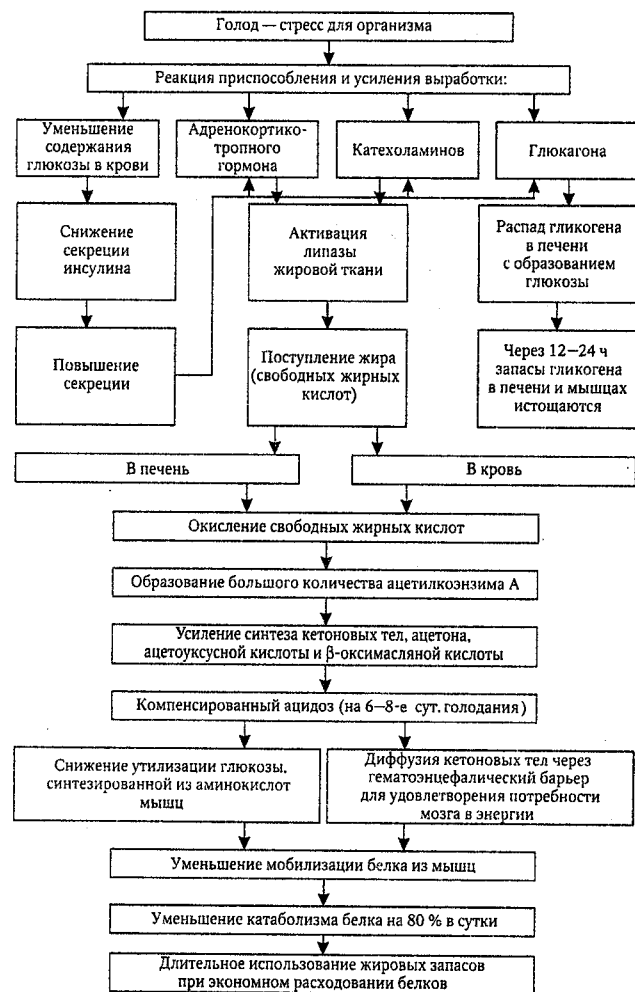 Голод — стресс для организма
Реакция приспособления и усиления выработки:
Уменьшение
содержания
глюкозы в крови
Адренокортико-
тропного
гормона
Катехоламинов
Глюкагона
Снижение
секреции
инсулина
Активация
липазы
жировой ткани
Распад гликогена
в печени
с образованием
глюкозы
Повышение
секреции
Поступление жира
(свободных жирных
кислот)
Через 12—24 ч
запасы гликогена
в печени и мышцах
истощаются
В печень
В кровь
Окисление свободных жирных кислот
Образование большого количества ацетилкоэнзима А
Усиление синтеза кетоновых тел, ацетона,
ацетоуксусной кислоты и β-оксимасляной кислоты
Компенсированный ацидоз (на 6—8-е сут. голодания)
Снижение утилизации глюкозы,
синтезированной из аминокислот
мышц
Диффузия кетоновых тел через
гематоэнцефалический барьер
для удовлетворения потребности
мозга в энергии
Уменьшение мобилизации белка из мышц
Уменьшение катаболизма белка на 80 % в сутки
Длительное использование жировых запасов
при экономном расходовании белков